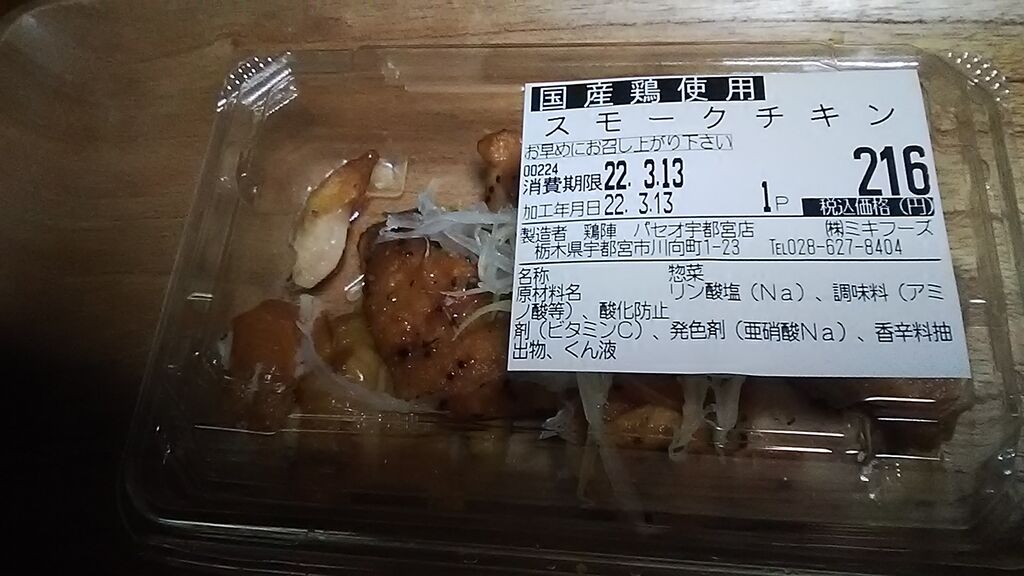 国産鶏使用
スモークチキン
お早めにお召し上がり下さい
00224
消費期限 22. 3.13
加工年月日 22. 3.13
1P
216
税込価格(円)
製造者 鶏陣 パセオ宇都宮店 ㈱ミキフーズ
栃木県宇都宮市川向町1-23 TEL028-627-8404
名称 惣菜
原材料名 リン酸塩(Na)、調味料(アミ
ノ酸等)、酸化防止
剤(ビタミンC)、発色剤(亜硝酸Na)、香辛料抽
出物、くん液